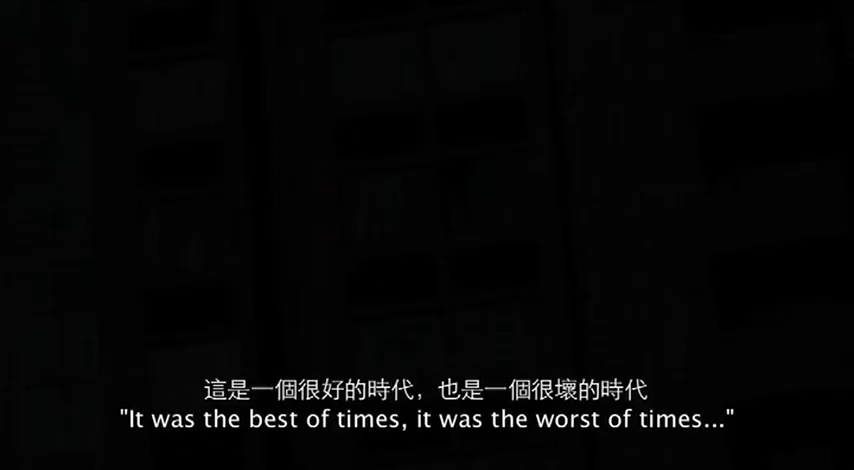 這是一個很好的時代，也是一個很壞的時代
"It was the best of times, it was the worst of times..."